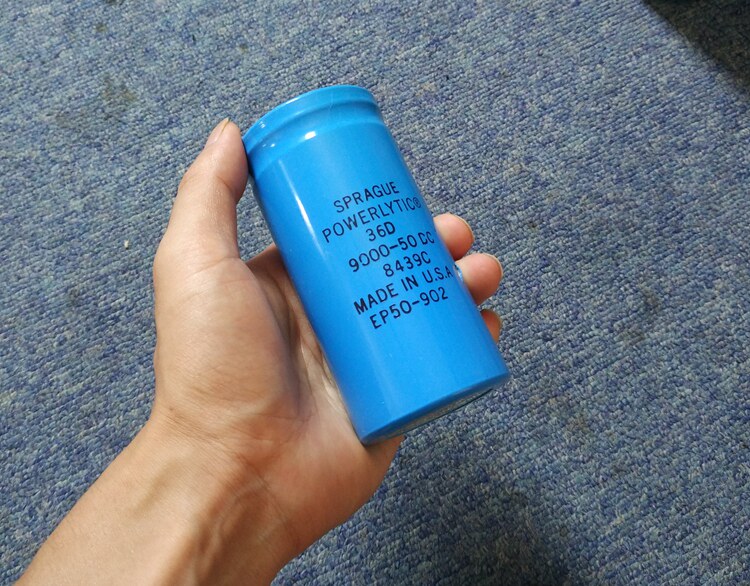 SPRAGUE
POWERLYTIC®
36D
9000-50 DC
8439C
MADE IN U.S.A
EP50-902